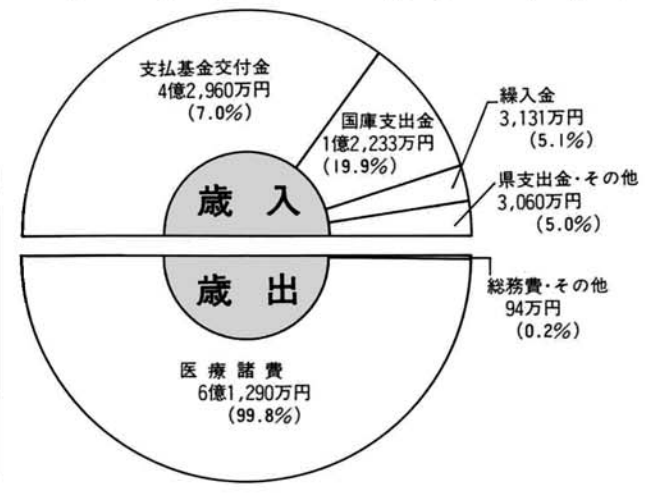 支払基金交付金
4億2,960万円
(7.0%)
国庫支出金
1億2,233万円
(19.9%)
繰入金
3,131万円
(5.1%)
県支出金・その他
3,060万円
(5.0%)
歳入
歳出
総務費・その他
94万円
(0.2%)
医療諸費
6億1,290万円
(99.8%)